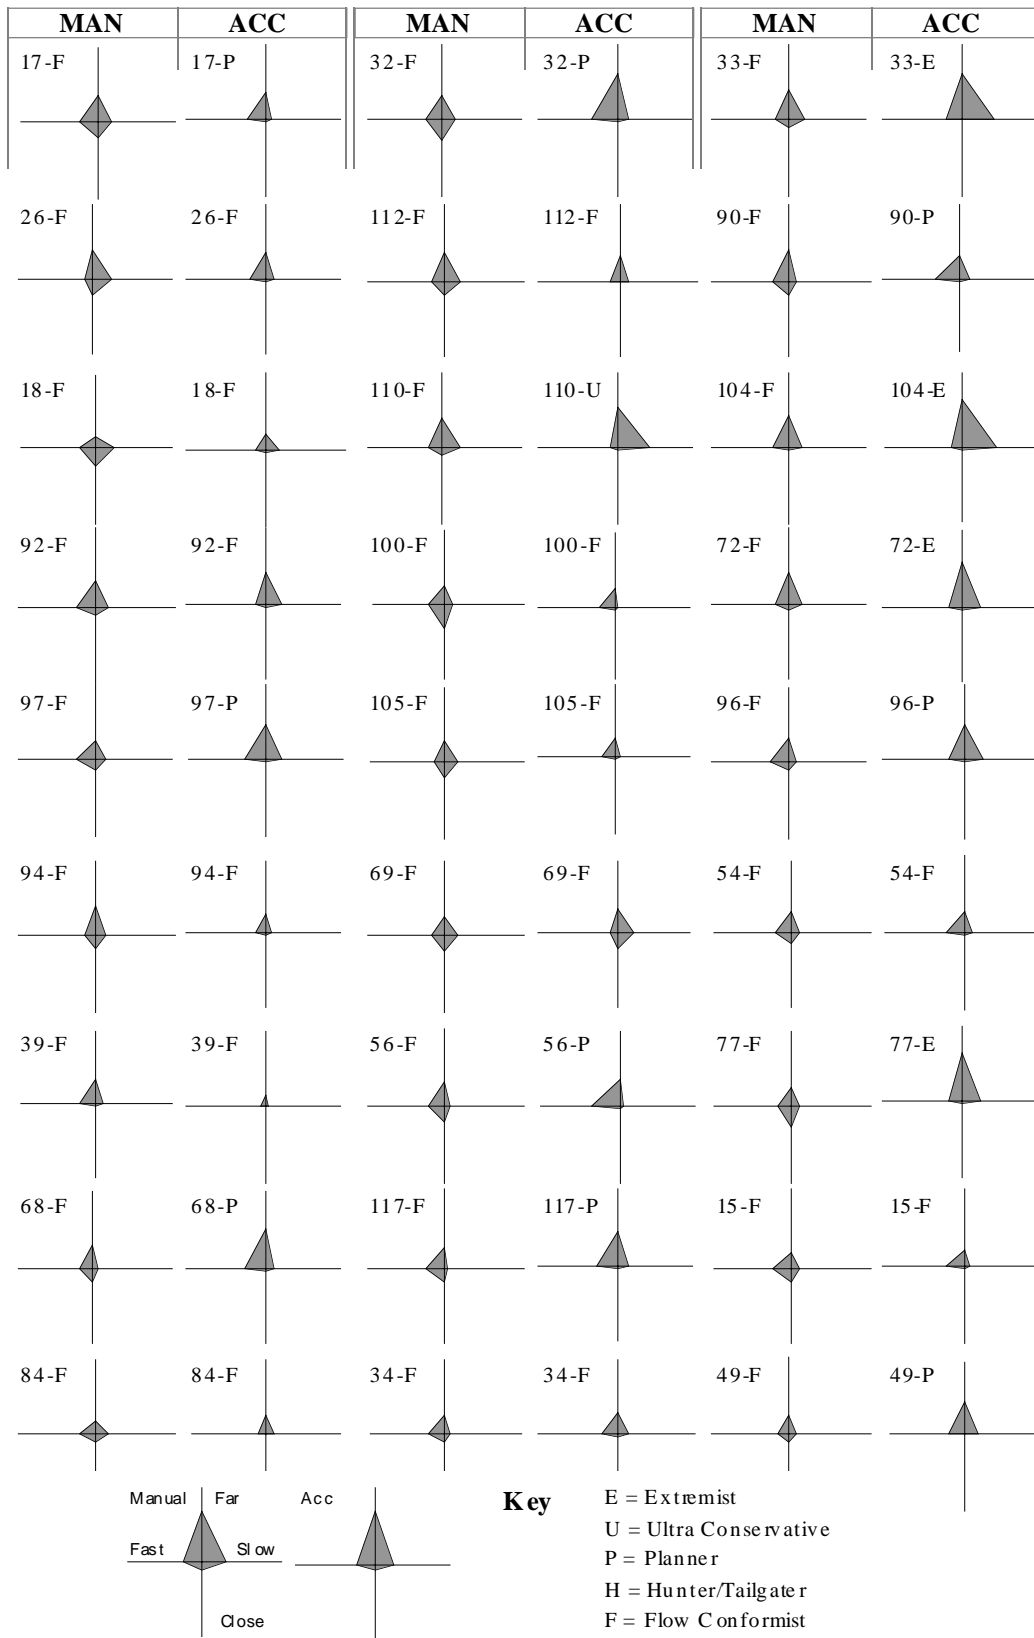 MAN ACC MAN ACC MAN ACC
17-F 17-P 32-F 32-P 33-F 33-E
26-F 26-F 112-F 112-F 90-F 90-P
18-F 18-F 110-F 110-U 104-F 104-E
92-F 92-F 100-F 100-F 72-F 72-E
97-F 97-P 105-F 105-F 96-F 96-P
94-F 94-F 69-F 69-F 54-F 54-F
39-F 39-F 56-F 56-P 77-F 77-E
68-F 68-P 117-F 117-P 15-F 15-F
84-F 84-F 34-F 34-F 49-F 49-P
Manual Far Acc Key E = Extremist
U = Ultra Conservative
Fast Slow P = Planner
H = Hunter/Tailgater
Close F = Flow Conformist